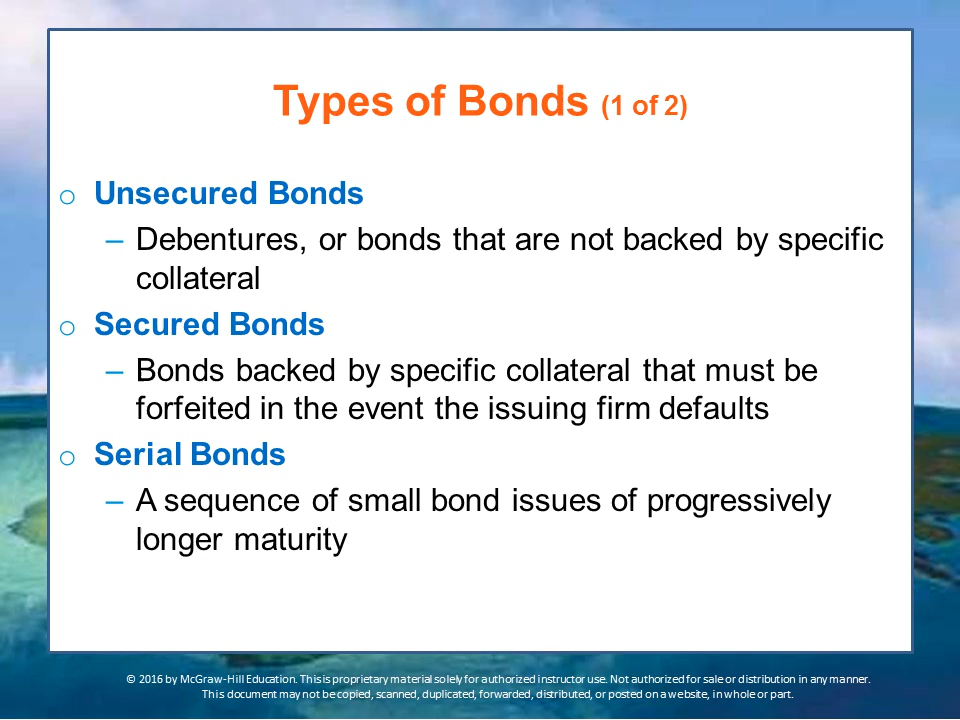 Types of Bonds (1 of 2)
o Unsecured Bonds
– Debentures, or bonds that are not backed by specific
collateral
o Secured Bonds
– Bonds backed by specific collateral that must be
forfeited in the event the issuing firm defaults
o Serial Bonds
– A sequence of small bond issues of progressively
longer maturity
© 2016 by McGraw-Hill Education. This is proprietary material solely for authorized instructor use. Not authorized for sale or distribution in any manner.
This document may not be copied, scanned, duplicated, forwarded, distributed, or posted on a website, in whole or part.